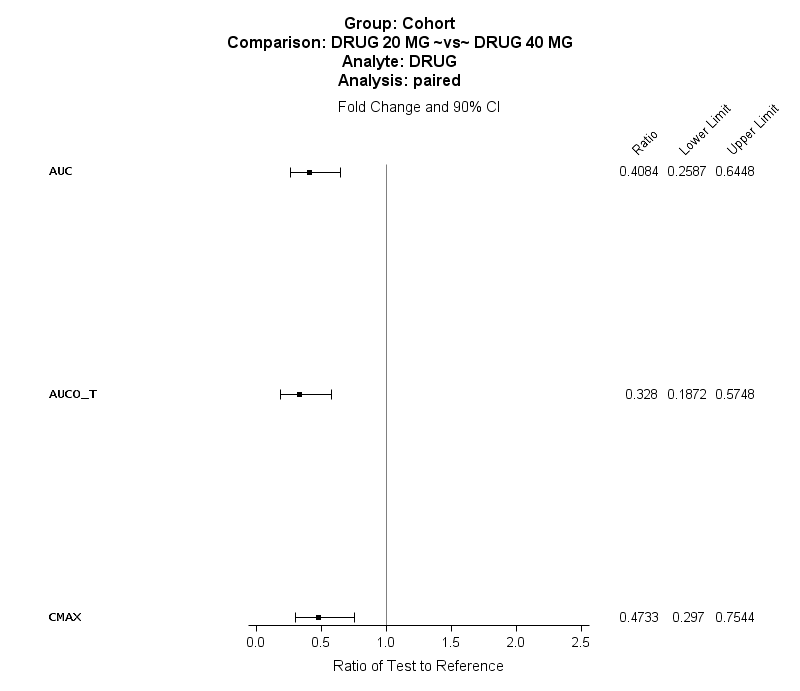 Group: Cohort
Comparison: DRUG 20 MG ~vs~ DRUG 40 MG
Analyte: DRUG
Analysis: paired
Fold Change and 90% CI
Ratio Lower Limit Upper Limit
AUC 0.4084 0.2587 0.6448
AUC0_T 0.328 0.1872 0.5748
CMAX 0.4733 0.297 0.7544
0.0 0.5 1.0 1.5 2.0 2.5
Ratio of Test to Reference